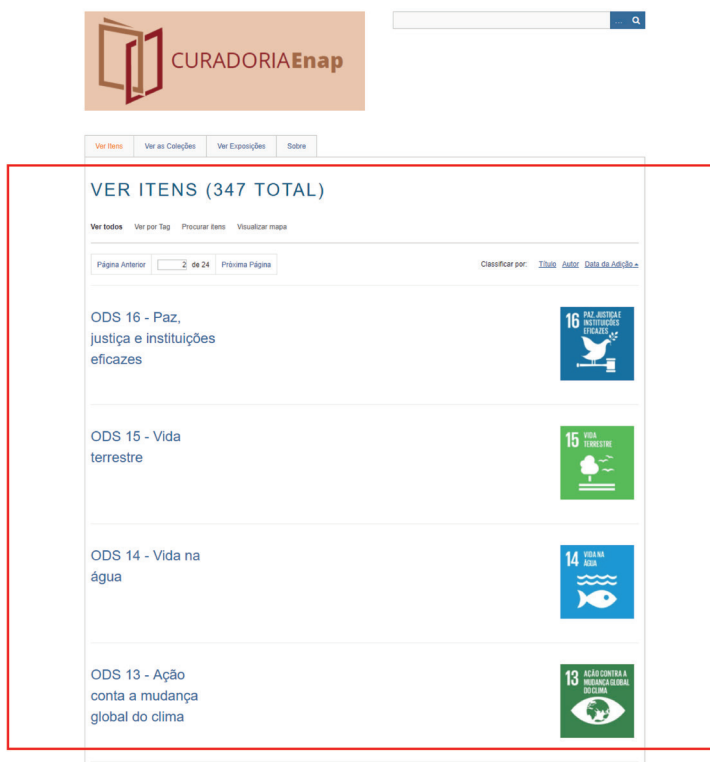 CURADORIAEnap
...
Ver Itens Ver as Coleções Ver Exposições Sobre
VER ITENS (347 TOTAL)
Ver todos Ver por Tag Procurar itens Visualizar mapa
Página Anterior 2 de 24 Próxima Página Classificar por: Título Autor Data da Adição
ODS 16 - Paz,
justiça e instituições
eficazes
16 PAZ, JUSTIÇA E
INSTITUIÇÕES
EFICAZES
ODS 15 - Vida
terrestre
15 VIDA
TERRESTRE
ODS 14 - Vida na
água
14 VIDA NA
ÁGUA
ODS 13 - Ação
conta a mudança
global do clima
13 AÇÃO CONTRA A
MUDANÇA GLOBAL
DO CLIMA